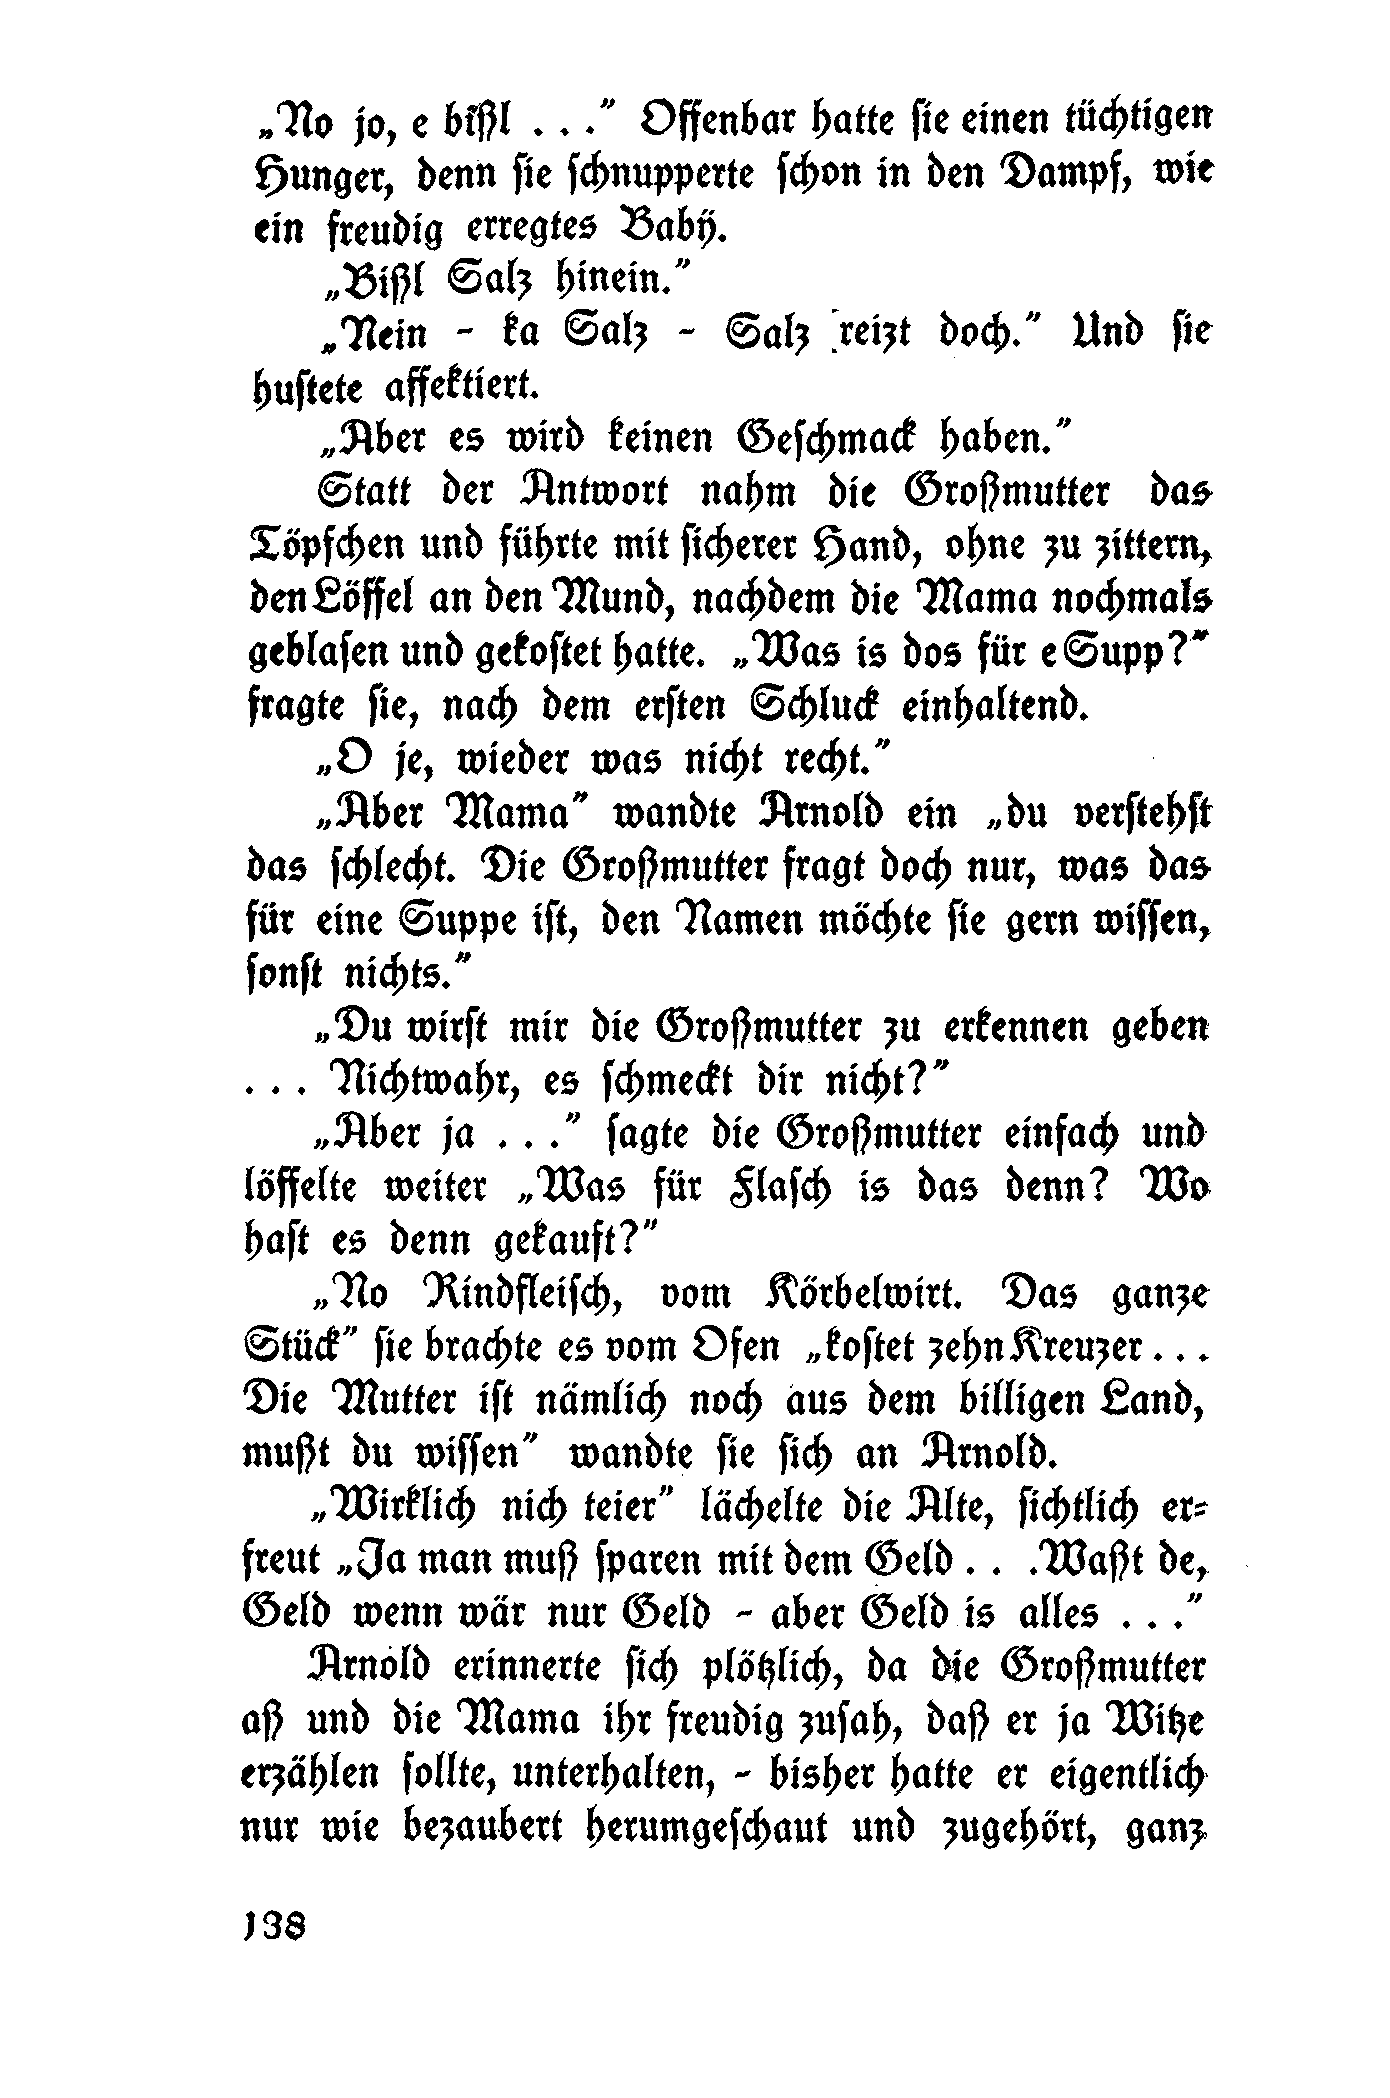 „No jo, e bißl . . .” Offenbar hatte sie einen tüchtigen
Hunger, denn sie schnupperte schon in den Dampf, wie
ein freudig erregtes Baby.
„Bißl Salz hinein.”
„Nein - ka Salz - Salz reizt doch.” Und sie
hustete affektiert.
„Aber es wird keinen Geschmack haben.”
Statt der Antwort nahm die Großmutter das
Töpfchen und führte mit sicherer Hand, ohne zu zittern,
den Löffel an den Mund, nachdem die Mama nochmals
geblasen und gekostet hatte. „Was is dos für e Supp?”
fragte sie, nach dem ersten Schluck einhaltend.
„O je, wieder was nicht recht.”
„Aber Mama” wandte Arnold ein „du verstehst
das schlecht. Die Großmutter fragt doch nur, was das
für eine Suppe ist, den Namen möchte sie gern wissen,
sonst nichts.”
„Du wirst mir die Großmutter zu erkennen geben
. . . Nichtwahr, es schmeckt dir nicht?”
„Aber ja . . .” sagte die Großmutter einfach und
löffelte weiter „Was für Flasch is das denn? Wo
hast es denn gekauft?”
„No Rindfleisch, vom Körbelwirt. Das ganze
Stück” sie brachte es vom Ofen „kostet zehn Kreuzer . . .
Die Mutter ist nämlich noch aus dem billigen Land,
mußt du wissen” wandte sie sich an Arnold.
„Wirklich nich teier” lächelte die Alte, sichtlich er-
freut „Ja man muß sparen mit dem Geld . . .Waßt de,
Geld wenn wär nur Geld - aber Geld is alles . . .”
Arnold erinnerte sich plötzlich, da die Großmutter
aß und die Mama ihr freudig zusah, daß er ja Witze
erzählen sollte, unterhalten, - bisher hatte er eigentlich
nur wie bezaubert herumgeschaut und zugehört, ganz
138